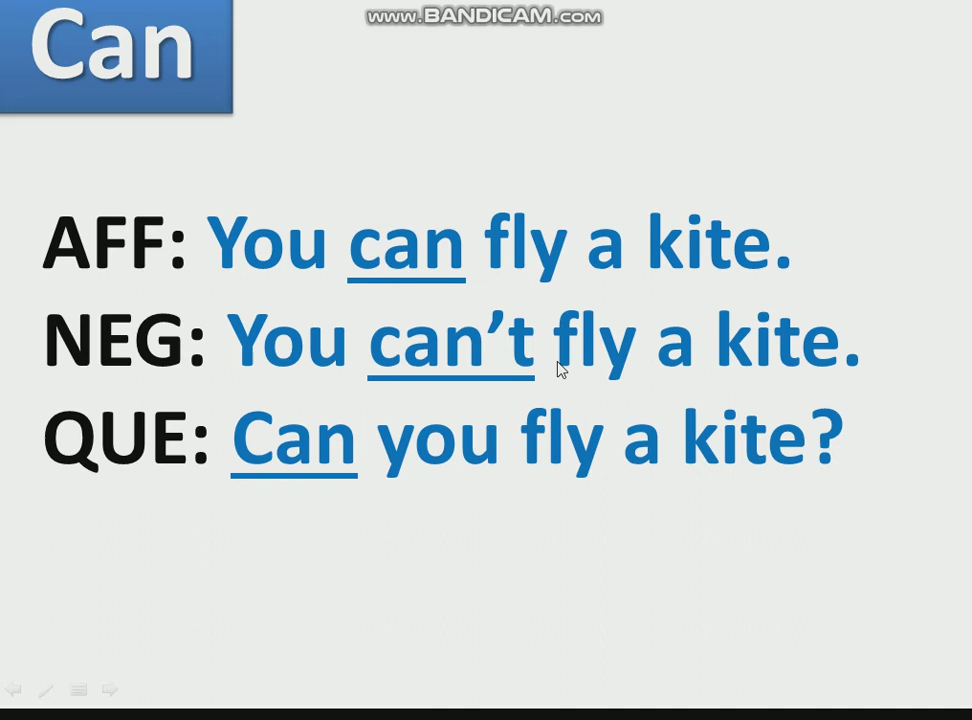 www.BANDICAM.com
Can
AFF: You can fly a kite.
NEG: You can’t fly a kite.
QUE: Can you fly a kite?